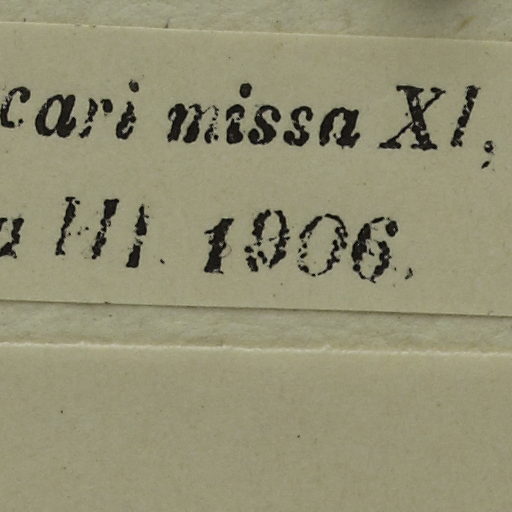 cari missa XI,
III. 1906.